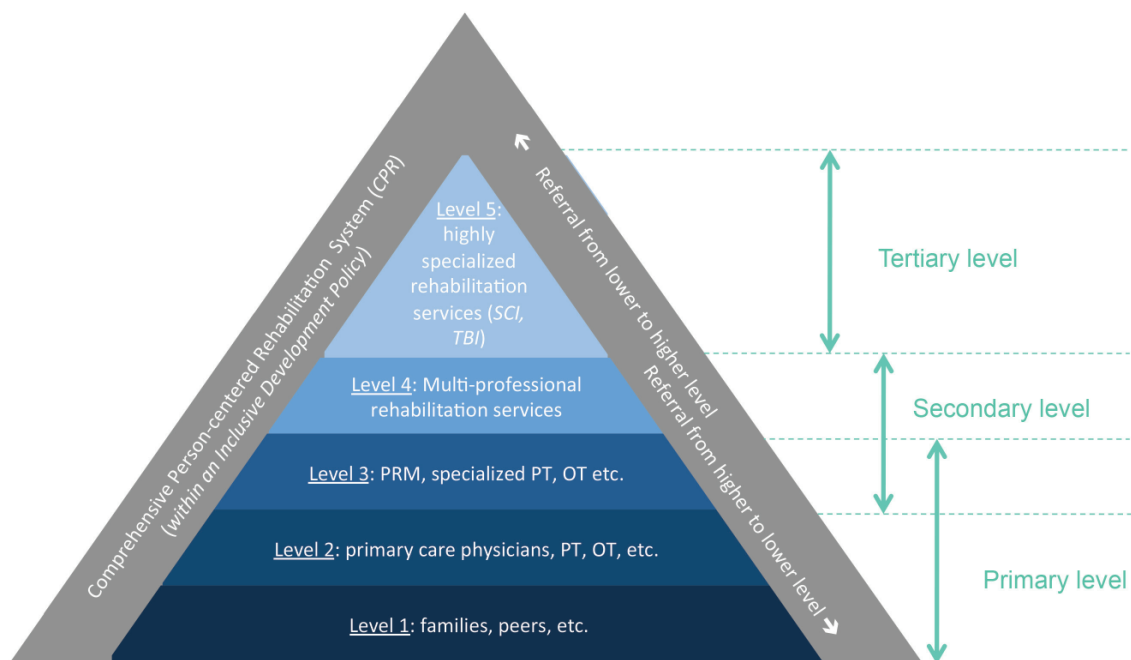 Comprehensive Person-centered Rehabilitation System (CPR)
(within an Inclusive Development Policy)
Level 5:
highly
specialized
rehabilitation
services (SCI,
TBI)
Level 4: Multi-professional
rehabilitation services
Level 3: PRM, specialized PT, OT etc.
Level 2: primary care physicians, PT, OT, etc.
Level 1: families, peers, etc.
Referral from lower to higher level
Referral from higher to lower level
Tertiary level
Secondary level
Primary level